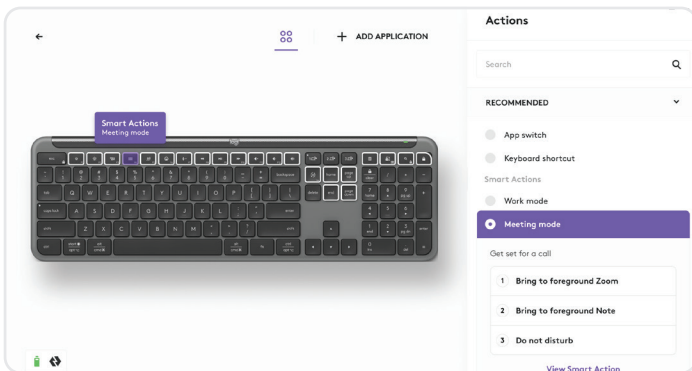 ADD APPLICATION
Smart Actions
Meeting mode
Q W E R T Y U I O P
A S D F G H J K L
Z X C V B N M
Actions
Search
RECOMMENDED
App switch
Keyboard shortcut
Smart Actions
Work mode
Meeting mode
Get set for a call
1 Bring to foreground Zoom
2 Bring to foreground Note
3 Do not disturb
View Smart Action